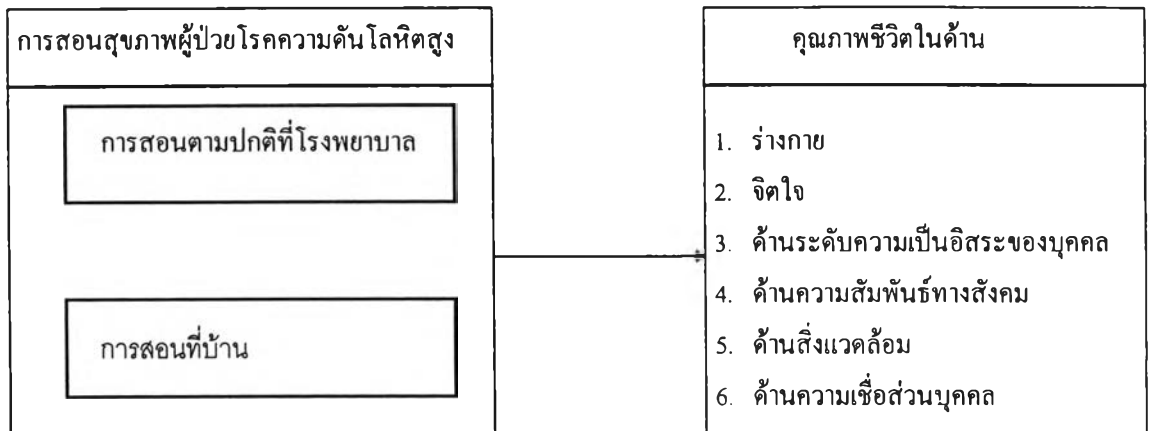 การสอนสุขภาพผู้ป่วยโรคความดันโลหิตสูง
การสอนตามปกติที่โรงพยาบาล
การสอนที่บ้าน
คุณภาพชีวิตในด้าน
1. ร่างกาย
2. จิตใจ
3. ด้านระดับความเป็นอิสระของบุคคล
4. ด้านความสัมพันธ์ทางสังคม
5. ด้านสิ่งแวดล้อม
6. ด้านความเชื่อส่วนบุคคล